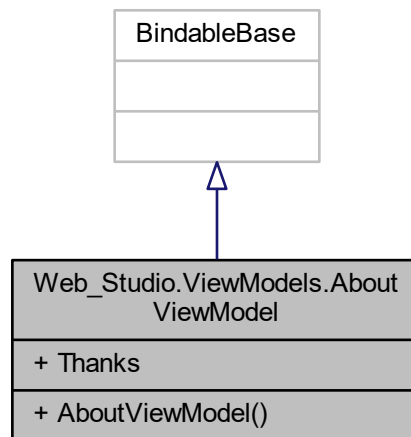 BindableBase
Web_Studio.ViewModels.About
ViewModel
+ Thanks
+ AboutViewModel()